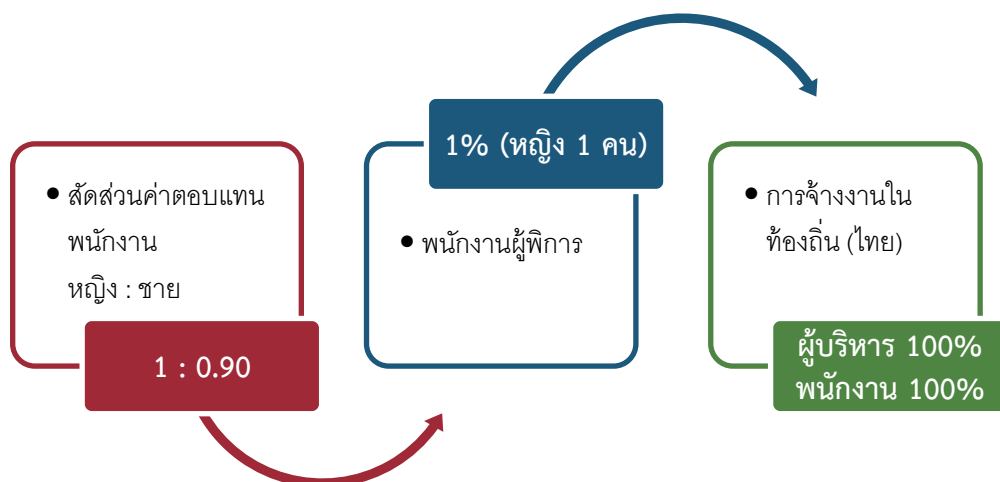 • สัดส่วนค่าตอบแทน
พนักงาน
หญิง : ชาย
1 : 0.90
1% (หญิง 1 คน)
• พนักงานผู้พิการ
• การจ้างงานใน
ท้องถิ่น (ไทย)
ผู้บริหาร 100%
พนักงาน 100%